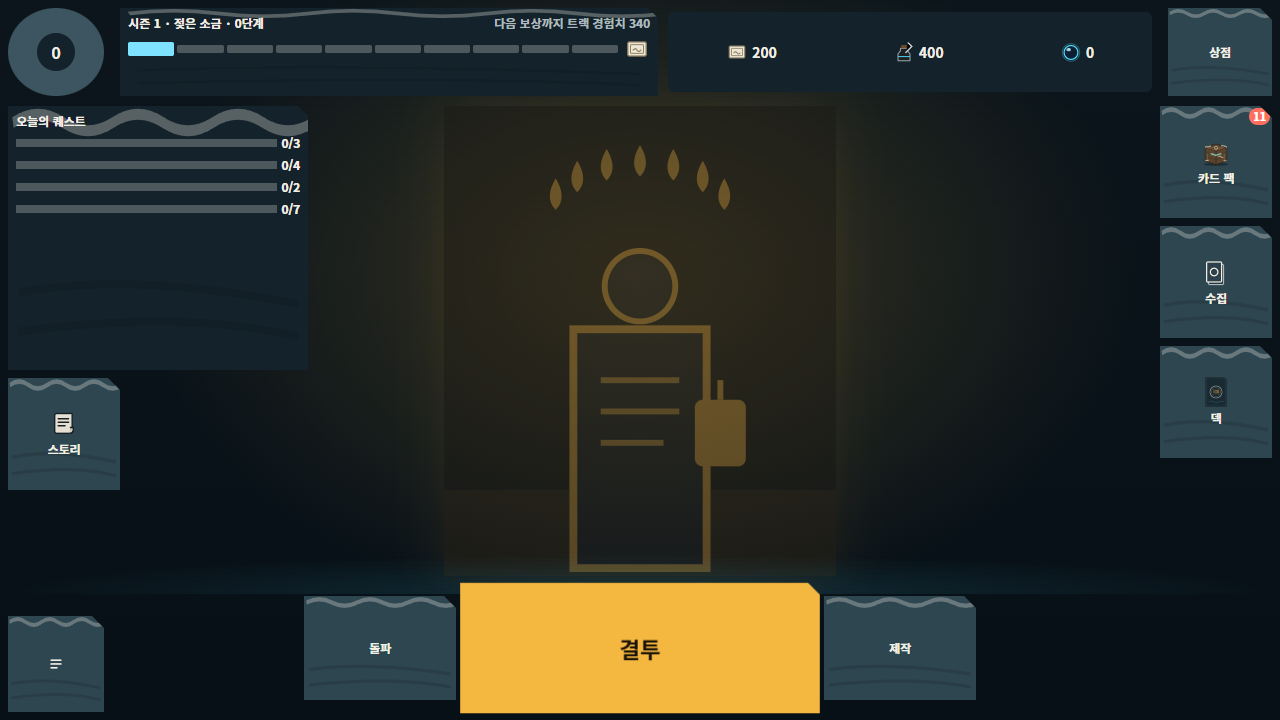 0
시즌 1 · 젖은 소금 · 0단계
다음 보상까지 트랙 경험치 340
200
400
0
상점
오늘의 퀘스트
0/3
0/4
0/2
0/7
11
카드 팩
수집
덱
스토리
돌파
결투
제작